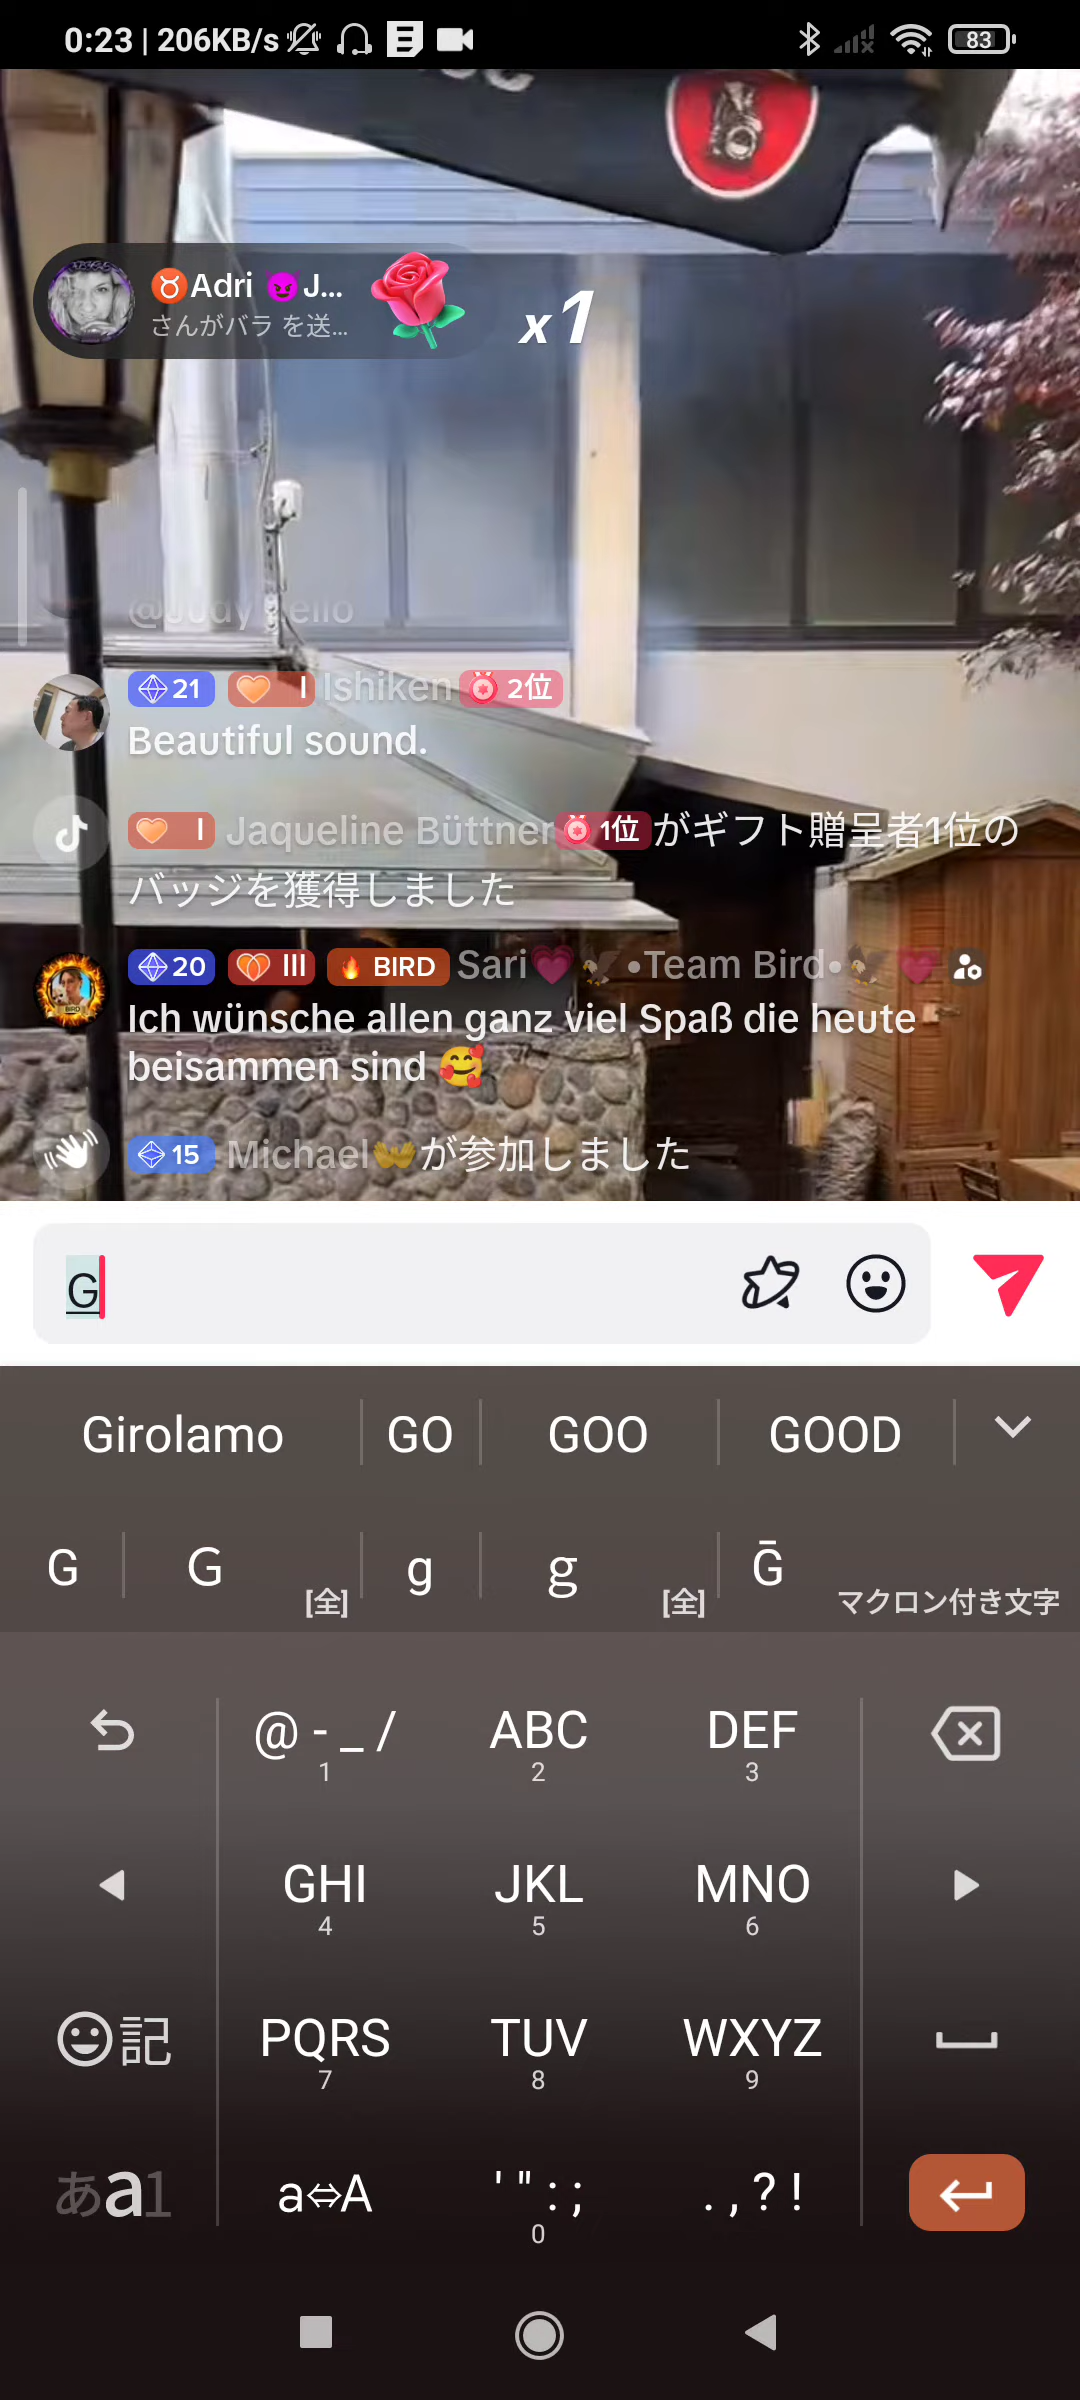 0:23 | 206KB/s
83
Adri J...
さんがバラ を送...
x1
21 I Ishiken 2位
Beautiful sound.
I Jaqueline Büttner 1位 がギフト贈呈者1位の
バッジを獲得しました
20 III BIRD Sari •Team Bird•
Ich wünsche allen ganz viel Spaß die heute
beisammen sind 🥰
15 Michael👐が参加しました
G
Girolamo GO GOO GOOD
G G [全] g g [全] Ḡ マクロン付き文字
@ - _ / ABC DEF
1 2 3
GHI JKL MNO
4 5 6
記 PQRS TUV WXYZ
7 8 9
あa1 a⇔A ' " : ; . , ? !
0